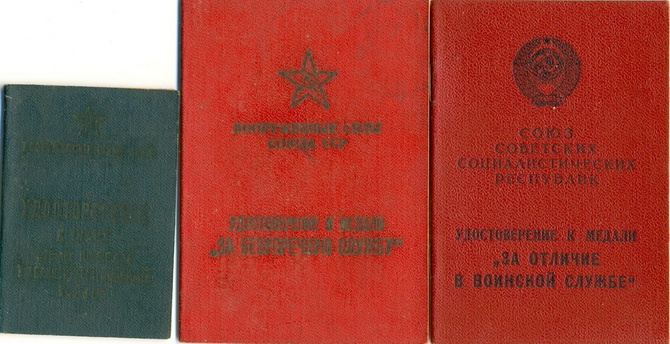 УДОСТОВЕРЕНИЕ
ВООРУЖЕННЫЕ СИЛЫ
СОЮЗА ССР
УДОСТОВЕРЕНИЕ К МЕДАЛИ
„ЗА БЕЗУПРЕЧНУЮ СЛУЖБУ“
СОЮЗ
СОВЕТСКИХ
СОЦИАЛИСТИЧЕСКИХ
РЕСПУБЛИК
УДОСТОВЕРЕНИЕ К МЕДАЛИ
„ЗА ОТЛИЧИЕ
В ВОИНСКОЙ СЛУЖБЕ“